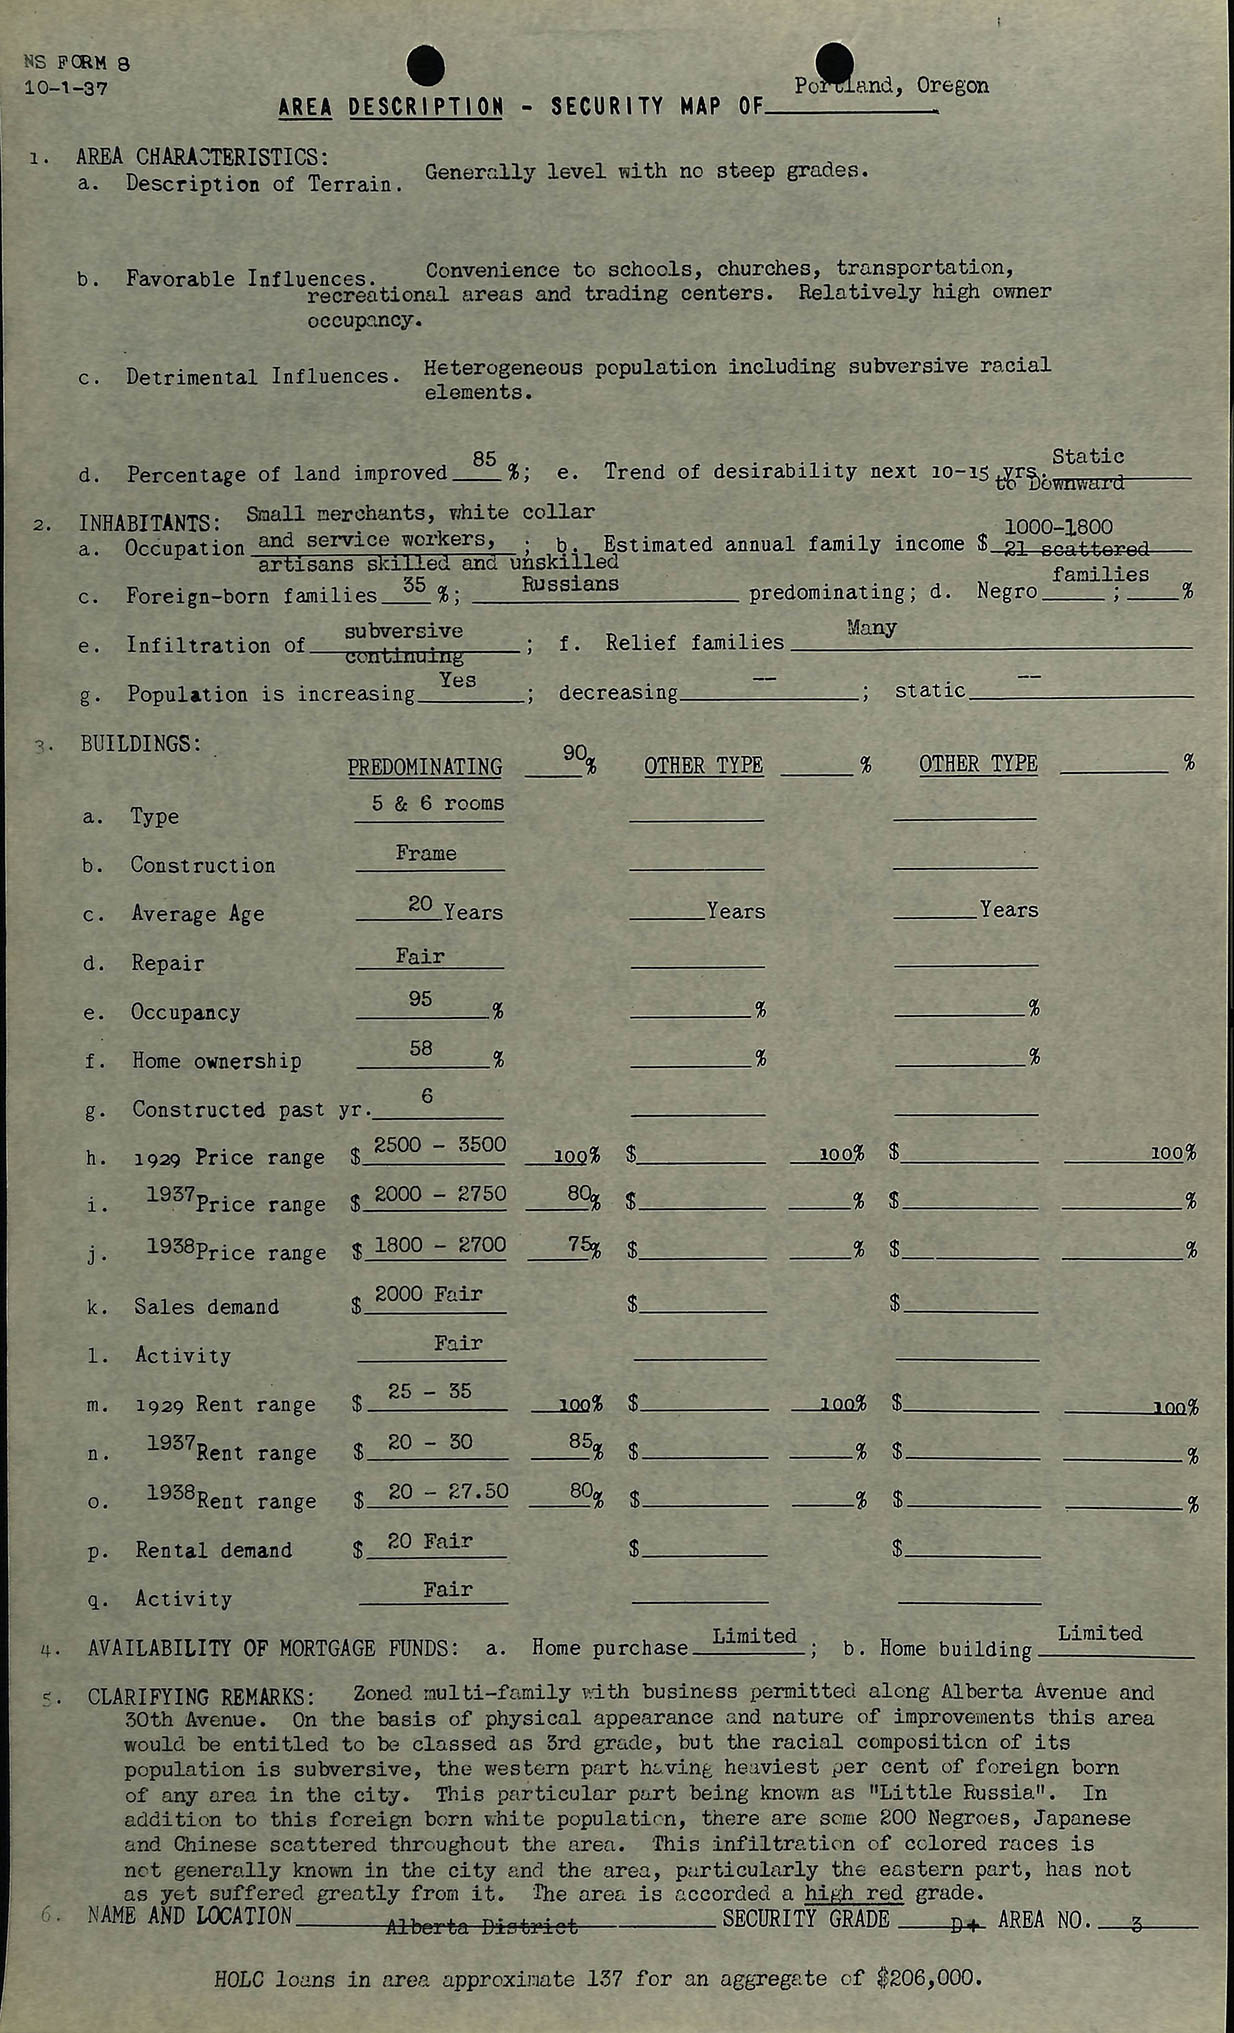 NS FORM 8
10-1-37
Portland, Oregon
AREA DESCRIPTION - SECURITY MAP OF
1. AREA CHARACTERISTICS:
a. Description of Terrain. Generally level with no steep grades.
b. Favorable Influences. Convenience to schools, churches, transportation,
recreational areas and trading centers. Relatively high owner
occupancy.
c. Detrimental Influences. Heterogeneous population including subversive racial
elements.
d. Percentage of land improved 85 %; e. Trend of desirability next 10-15 yrs. Static
to Downward
2. INHABITANTS: Small merchants, white collar
a. Occupation and service workers, ; b. Estimated annual family income $ 1000-1800
artisans skilled and unskilled 21 scattered
c. Foreign-born families 35 %; Russians predominating; d. Negro families ; %
e. Infiltration of subversive ; f. Relief families Many
continuing
g. Population is increasing Yes ; decreasing -- ; static --
3. BUILDINGS:
PREDOMINATING 90% OTHER TYPE % OTHER TYPE %
a. Type 5 & 6 rooms
b. Construction Frame
c. Average Age 20 Years Years Years
d. Repair Fair
e. Occupancy 95 % % %
f. Home ownership 58 % % %
g. Constructed past yr. 6
h. 1929 Price range $ 2500 - 3500 100% $ 100% $ 100%
i. 1937 Price range $ 2000 - 2750 80% $ % $ %
j. 1938 Price range $ 1800 - 2700 75% $ % $ %
k. Sales demand $ 2000 Fair $ $
l. Activity Fair
m. 1929 Rent range $ 25 - 35 100% $ 100% $ 100%
n. 1937 Rent range $ 20 - 30 85% $ % $ %
o. 1938 Rent range $ 20 - 27.50 80% $ % $ %
p. Rental demand $ 20 Fair $ $
q. Activity Fair
4. AVAILABILITY OF MORTGAGE FUNDS: a. Home purchase Limited ; b. Home building Limited
5. CLARIFYING REMARKS: Zoned multi-family with business permitted along Alberta Avenue and
30th Avenue. On the basis of physical appearance and nature of improvements this area
would be entitled to be classed as 3rd grade, but the racial composition of its
population is subversive, the western part having heaviest per cent of foreign born
of any area in the city. This particular part being known as "Little Russia". In
addition to this foreign born white population, there are some 200 Negroes, Japanese
and Chinese scattered throughout the area. This infiltration of colored races is
not generally known in the city and the area, particularly the eastern part, has not
as yet suffered greatly from it. The area is accorded a high red grade.
6. NAME AND LOCATION Alberta District SECURITY GRADE D+ AREA NO. 3
HOLC loans in area approximate 137 for an aggregate of $206,000.